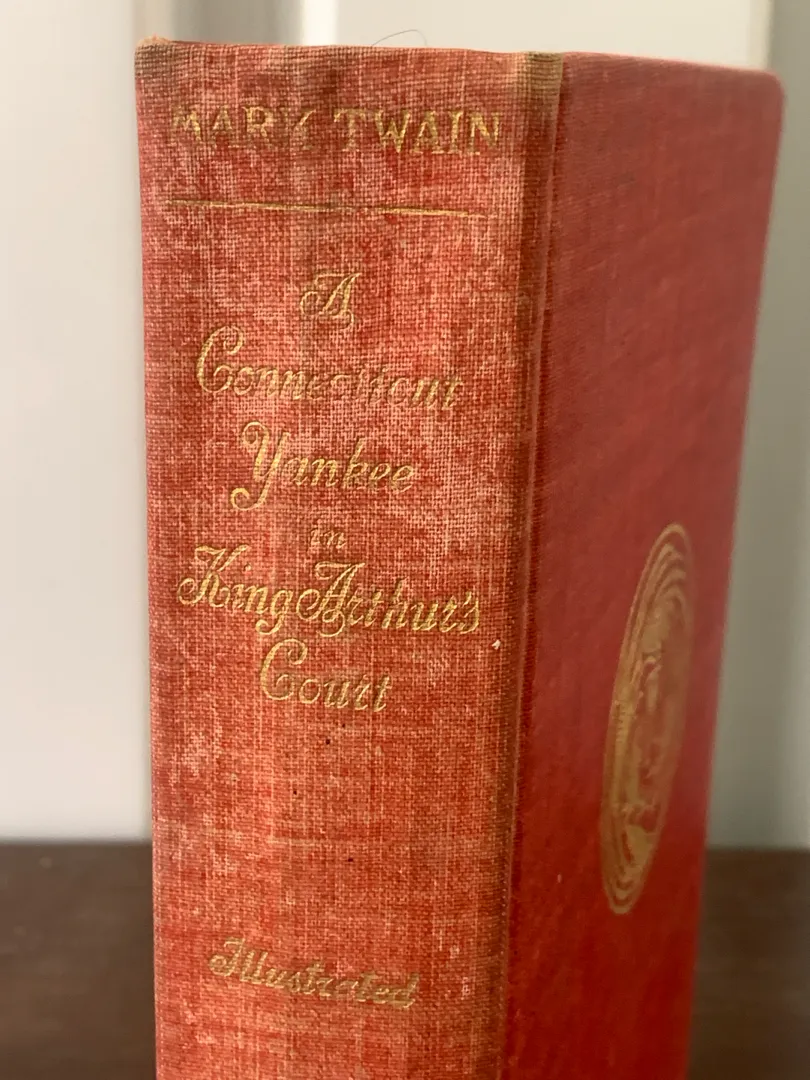 MARK TWAIN
A
Connecticut
Yankee
in
King Arthur's
Court
Illustrated